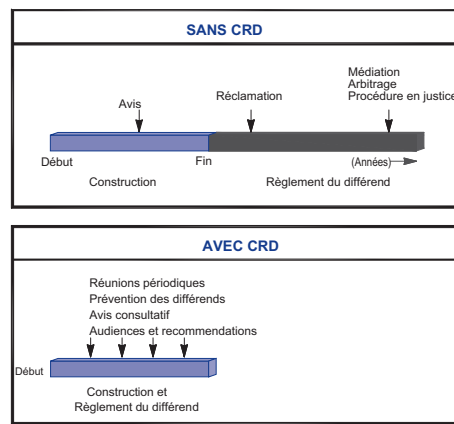 SANS CRD
Médiation
Arbitrage
Procédure en justice
Avis
Réclamation
Début
Fin
(Années)
Construction
Règlement du différend
AVEC CRD
Réunions périodiques
Prévention des différends
Avis consultatif
Audiences et recommendations
Début
Construction et
Règlement du différend